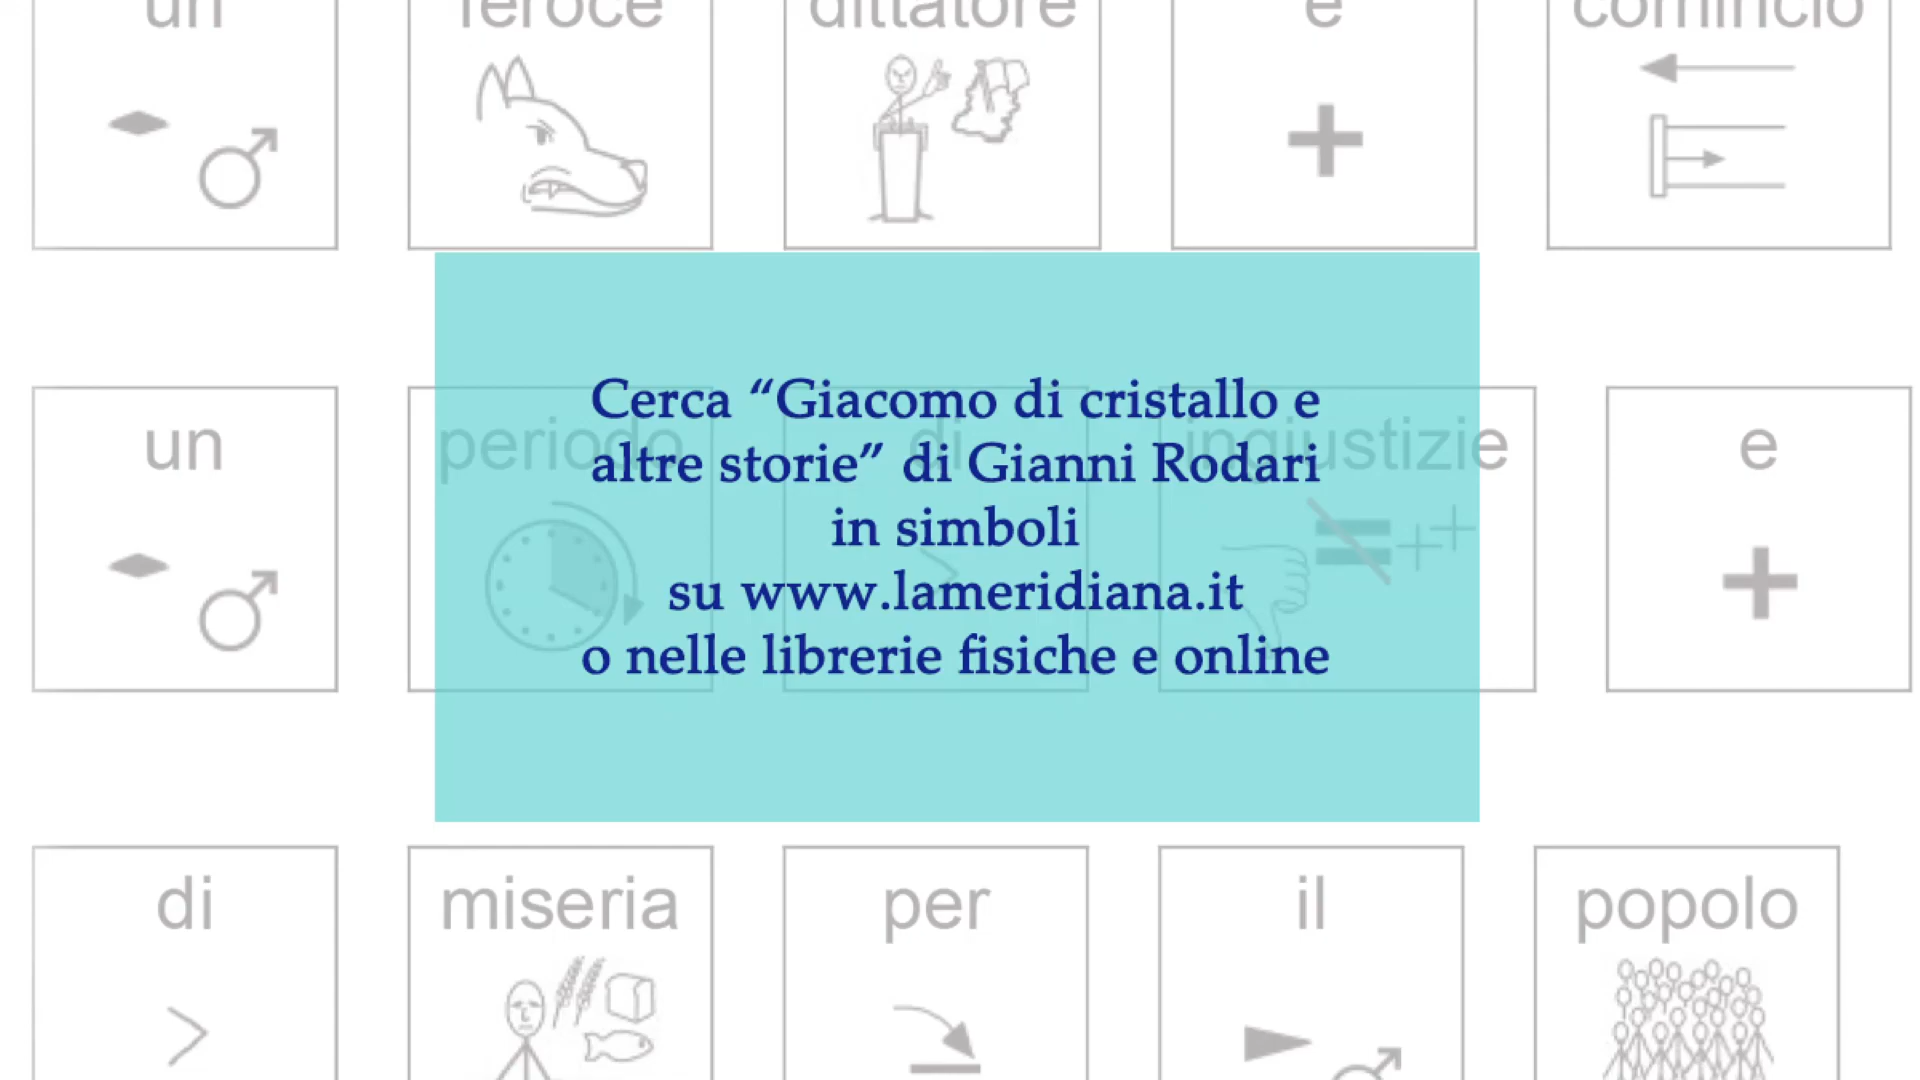 un feroce dittatore e cominciò
Cerca “Giacomo di cristallo e
altre storie” di Gianni Rodari
in simboli
su www.lameridiana.it
o nelle librerie fisiche e online
un periodo di ingiustizie e
di miseria per il popolo